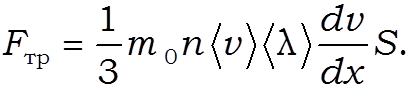 F_тр = 1/3 m_0 n⟨v⟩⟨λ⟩ dv/dx S.